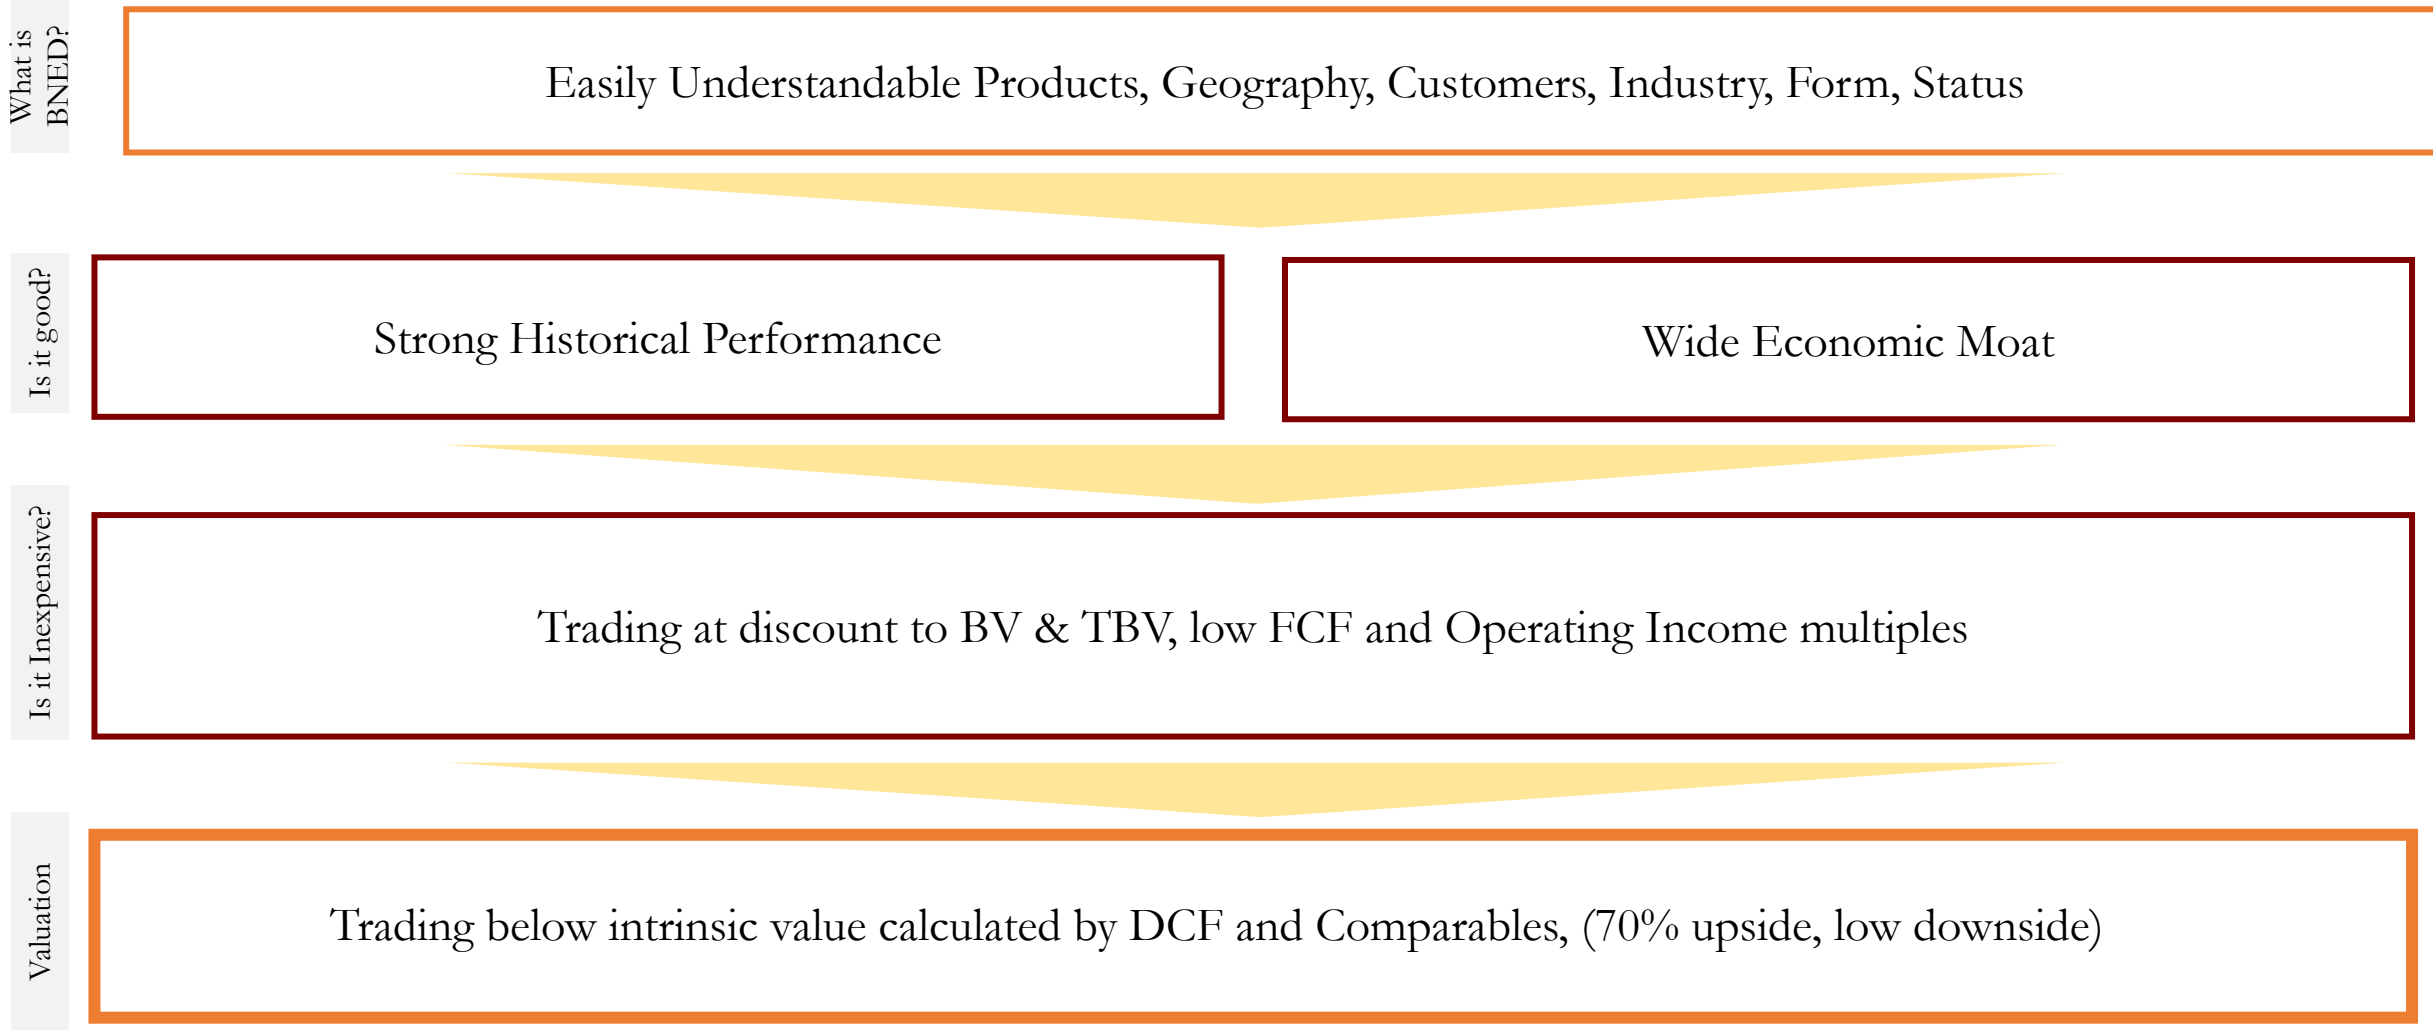 What is
BNED?
Easily Understandable Products, Geography, Customers, Industry, Form, Status
Is it good?
Strong Historical Performance
Wide Economic Moat
Is it Inexpensive?
Trading at discount to BV & TBV, low FCF and Operating Income multiples
Valuation
Trading below intrinsic value calculated by DCF and Comparables, (70% upside, low downside)